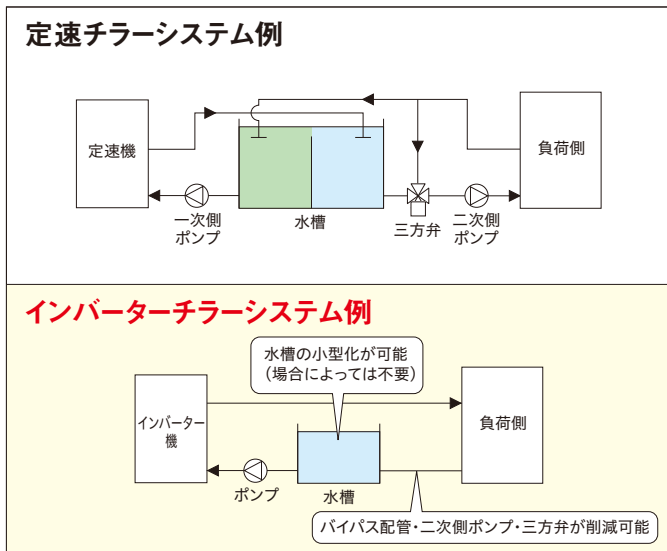 定速チラーシステム例
定速機
負荷側
一次側
ポンプ
水槽
三方弁
二次側
ポンプ
インバーターチラーシステム例
水槽の小型化が可能
（場合によっては不要）
インバーター
機
負荷側
ポンプ
水槽
バイパス配管・二次側ポンプ・三方弁が削減可能